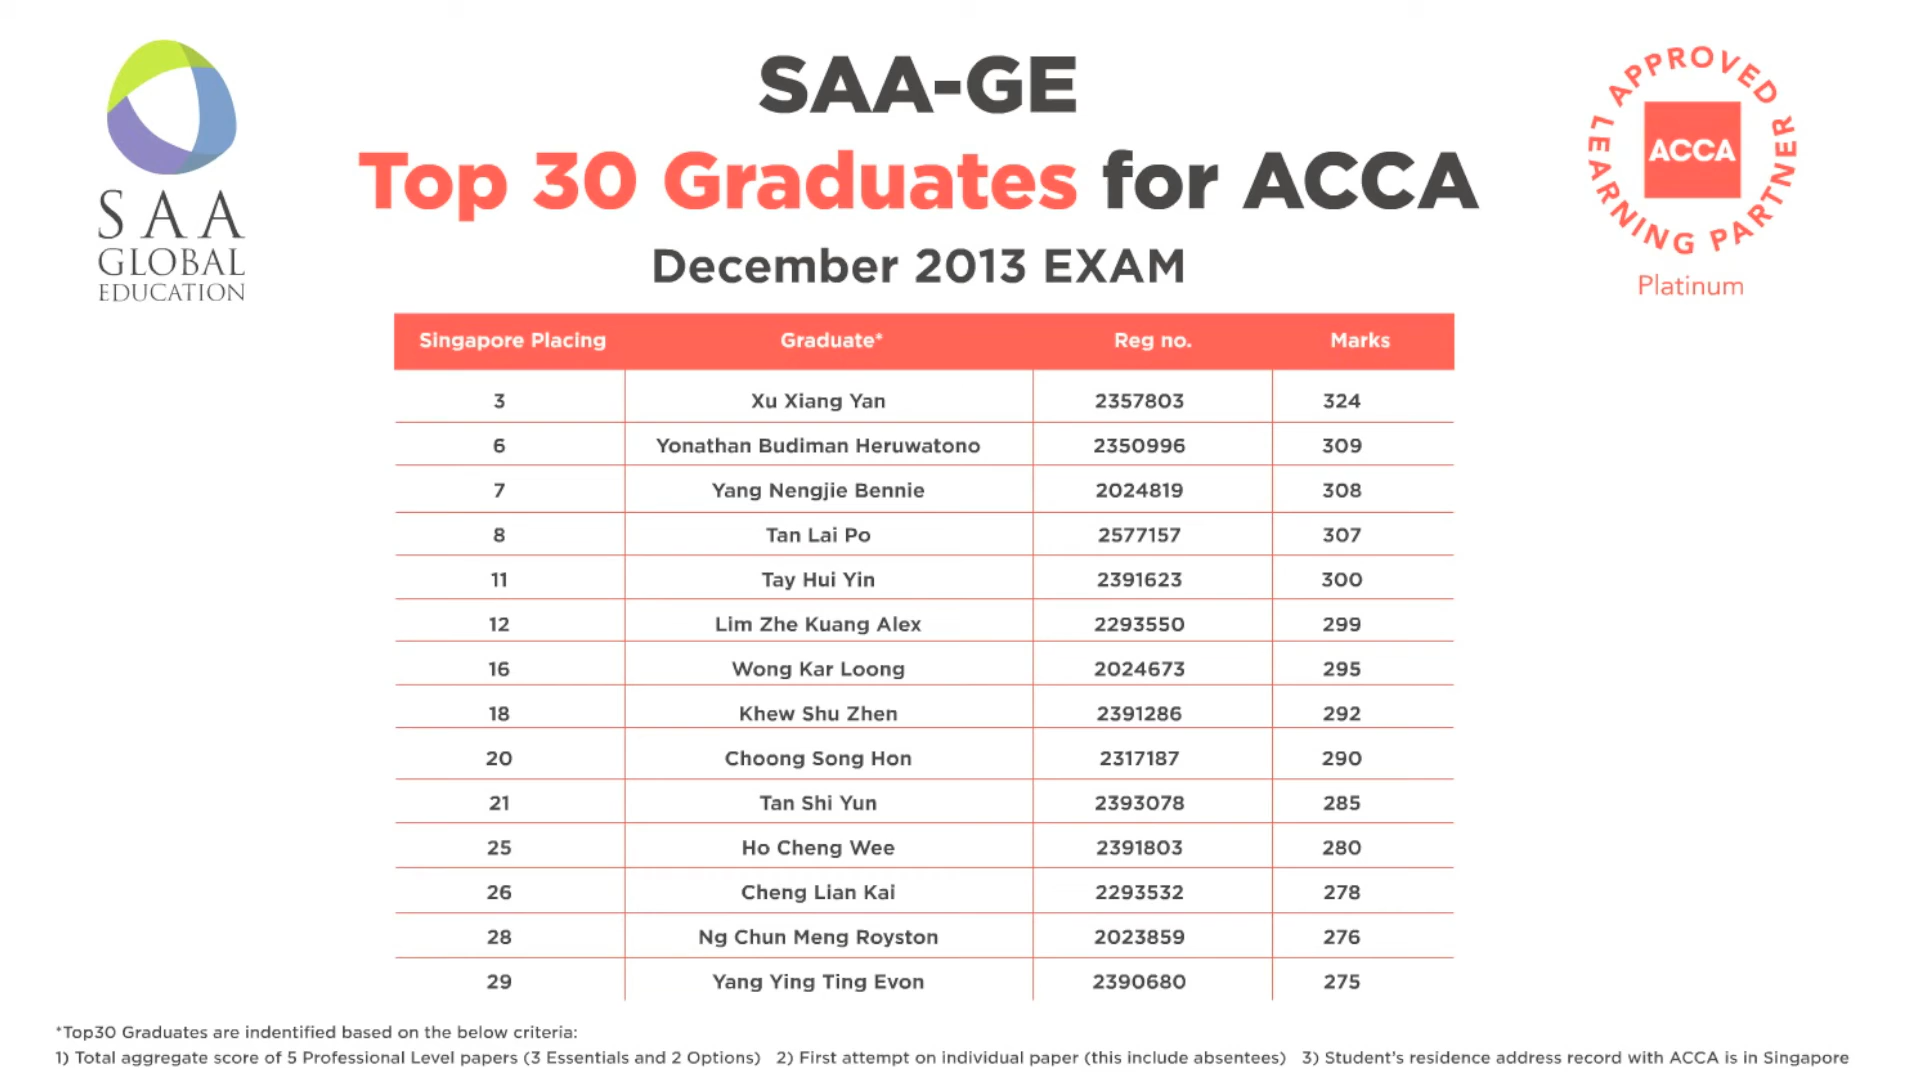 SAA
GLOBAL
EDUCATION
SAA-GE
Top 30 Graduates for ACCA
December 2013 EXAM
APPROVED
LEARNING PARTNER
ACCA
Platinum
Singapore Placing Graduate* Reg no. Marks
3 Xu Xiang Yan 2357803 324
6 Yonathan Budiman Heruwatono 2350996 309
7 Yang Nengjie Bennie 2024819 308
8 Tan Lai Po 2577157 307
11 Tay Hui Yin 2391623 300
12 Lim Zhe Kuang Alex 2293550 299
16 Wong Kar Loong 2024673 295
18 Khew Shu Zhen 2391286 292
20 Choong Song Hon 2317187 290
21 Tan Shi Yun 2393078 285
25 Ho Cheng Wee 2391803 280
26 Cheng Lian Kai 2293532 278
28 Ng Chun Meng Royston 2023859 276
29 Yang Ying Ting Evon 2390680 275
*Top30 Graduates are indentified based on the below criteria:
1) Total aggregate score of 5 Professional Level papers (3 Essentials and 2 Options) 2) First attempt on individual paper (this include absentees) 3) Student's residence address record with ACCA is in Singapore